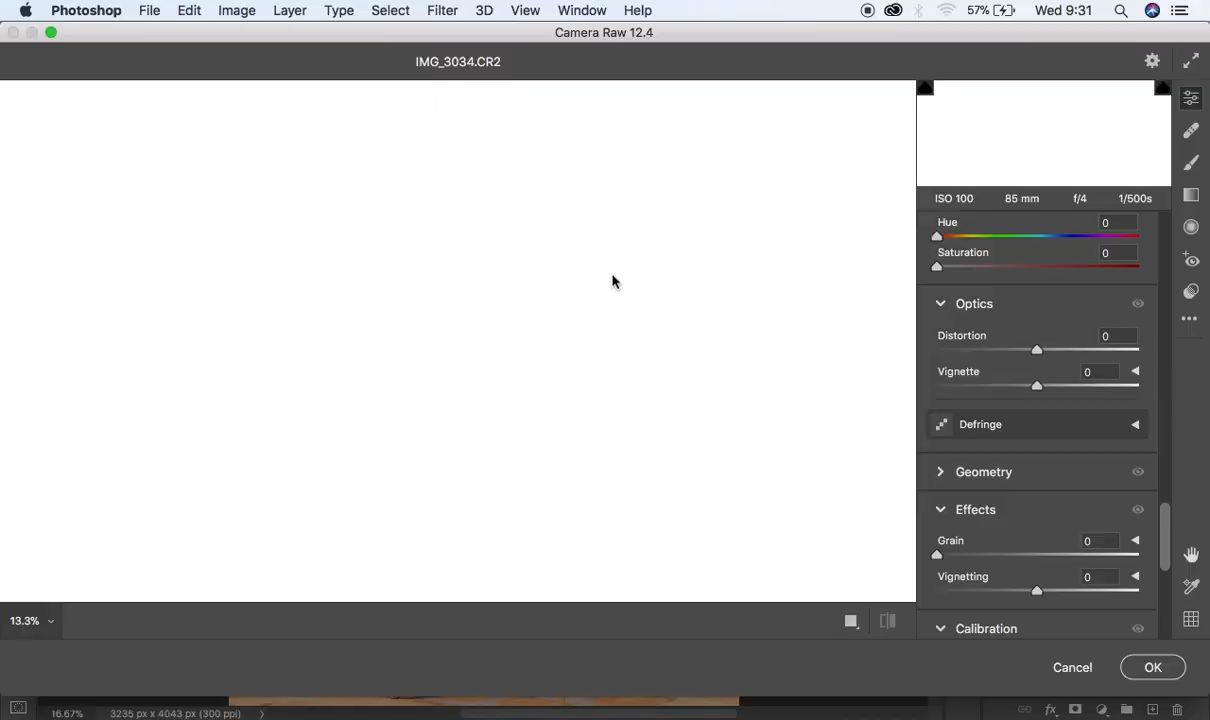 Photoshop File Edit Image Layer Type Select Filter 3D View Window Help 57% Wed 9:31
Camera Raw 12.4
IMG_3034.CR2
ISO 100 85 mm f/4 1/500s
Hue 0
Saturation 0
Optics
Distortion 0
Vignette 0
Defringe
Geometry
Effects
Grain 0
Vignetting 0
13.3%
Calibration
Cancel OK
16.67% 3235 px x 4043 px (300 ppi)
fx